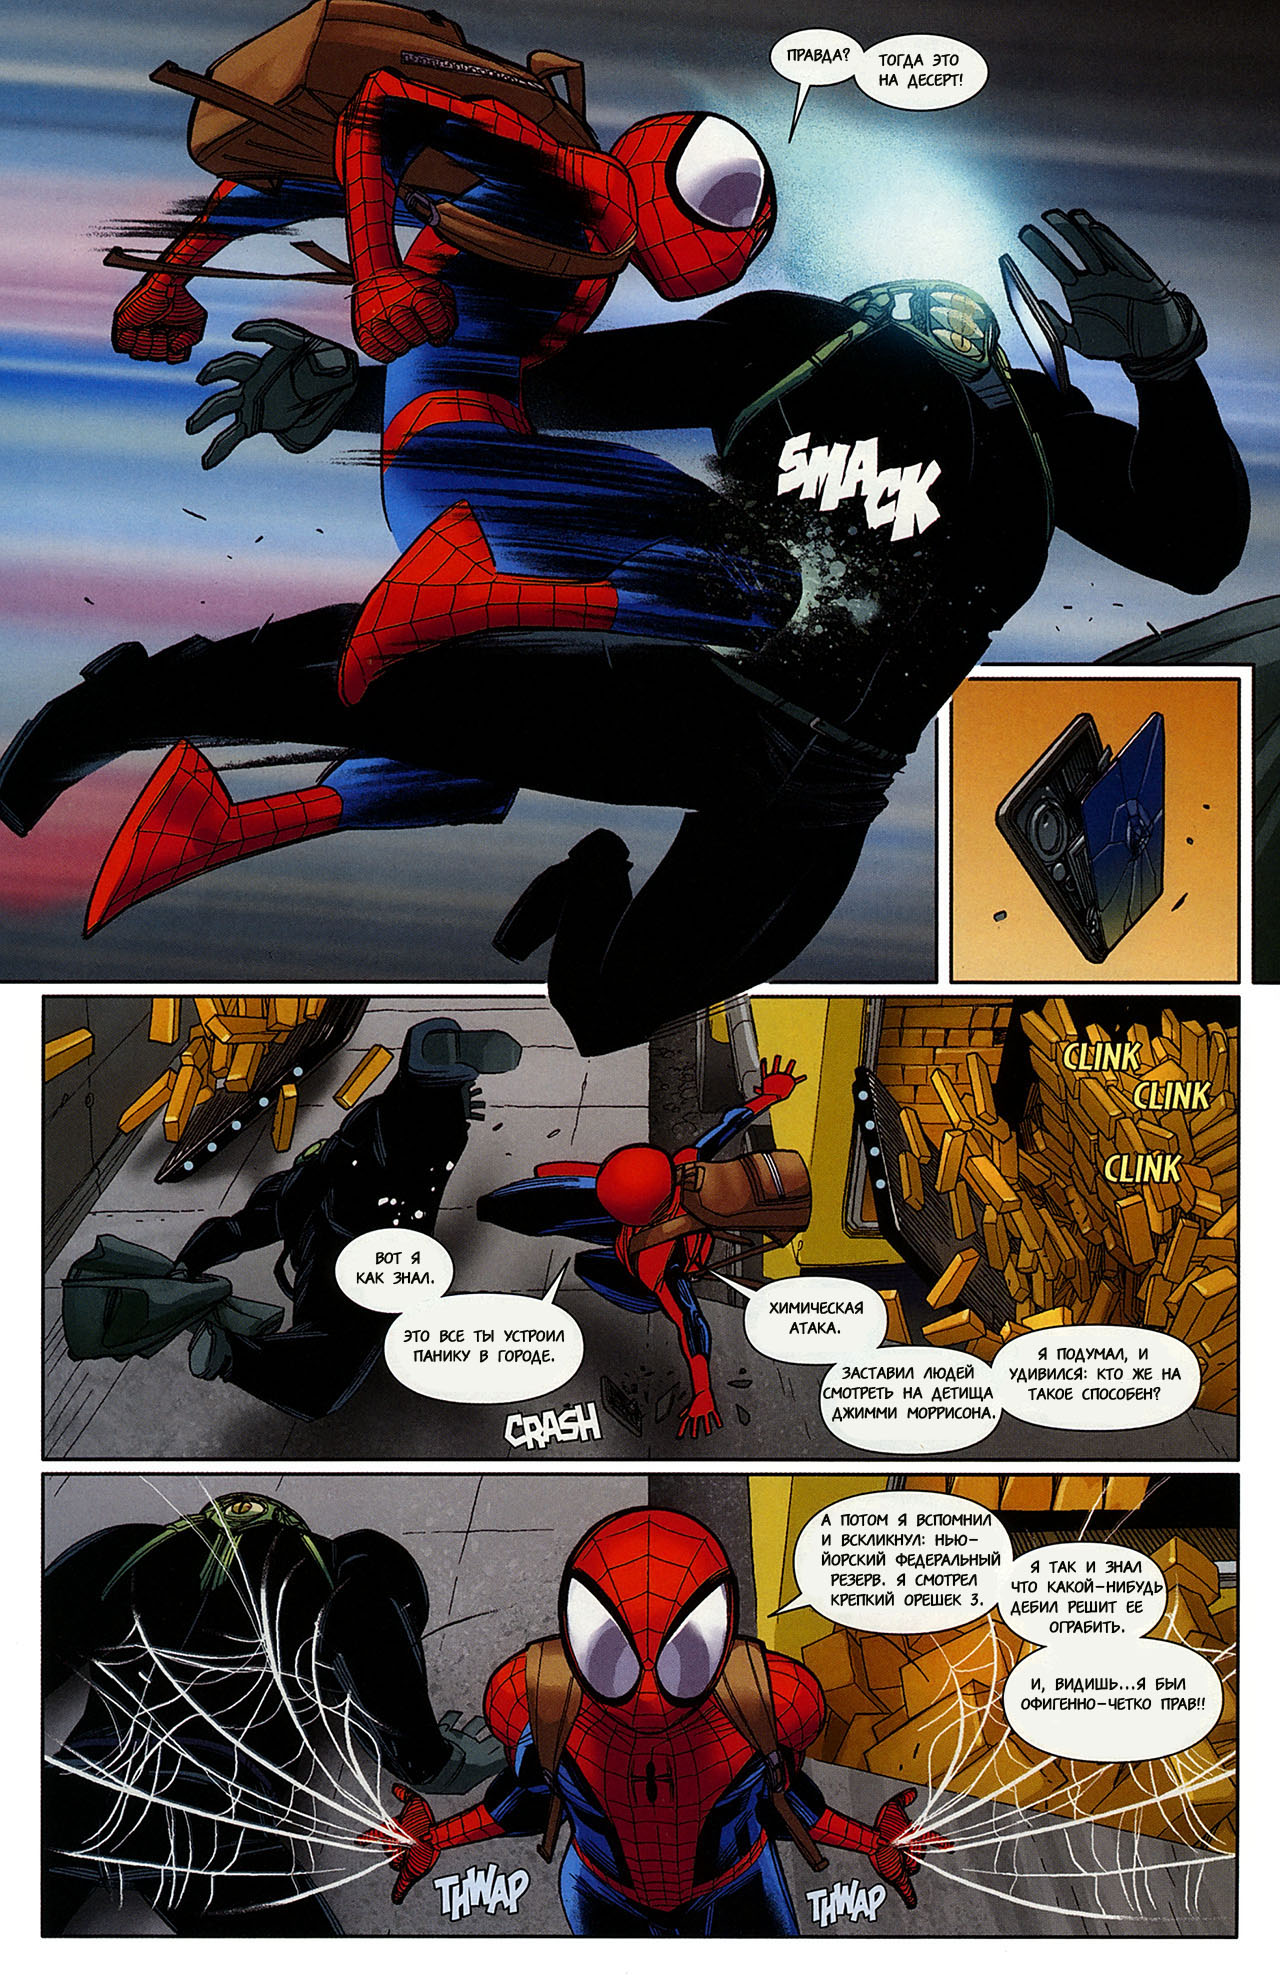 ПРАВДА?
ТОГДА ЭТО
НА ДЕСЕРТ!
SMACK
CLINK
CLINK
CLINK
ВОТ Я
КАК ЗНАЛ.
ЭТО ВСЕ ТЫ УСТРОИЛ
ПАНИКУ В ГОРОДЕ.
ХИМИЧЕСКАЯ
АТАКА.
ЗАСТАВИЛ ЛЮДЕЙ
СМОТРЕТЬ НА ДЕТИЩА
ДЖИММИ МОРРИСОНА.
Я ПОДУМАЛ, И
УДИВИЛСЯ: КТО ЖЕ НА
ТАКОЕ СПОСОБЕН?
CRASH
А ПОТОМ Я ВСПОМНИЛ
И ВСКЛИКНУЛ: НЬЮ-
ЙОРСКИЙ ФЕДЕРАЛЬНЫЙ
РЕЗЕРВ. Я СМОТРЕЛ
КРЕПКИЙ ОРЕШЕК 3.
Я ТАК И ЗНАЛ
ЧТО КАКОЙ-НИБУДЬ
ДЕБИЛ РЕШИТ ЕЕ
ОГРАБИТЬ.
И, ВИДИШЬ...Я БЫЛ
ОФИГЕННО-ЧЕТКО ПРАВ!!
THWAP
THWAP